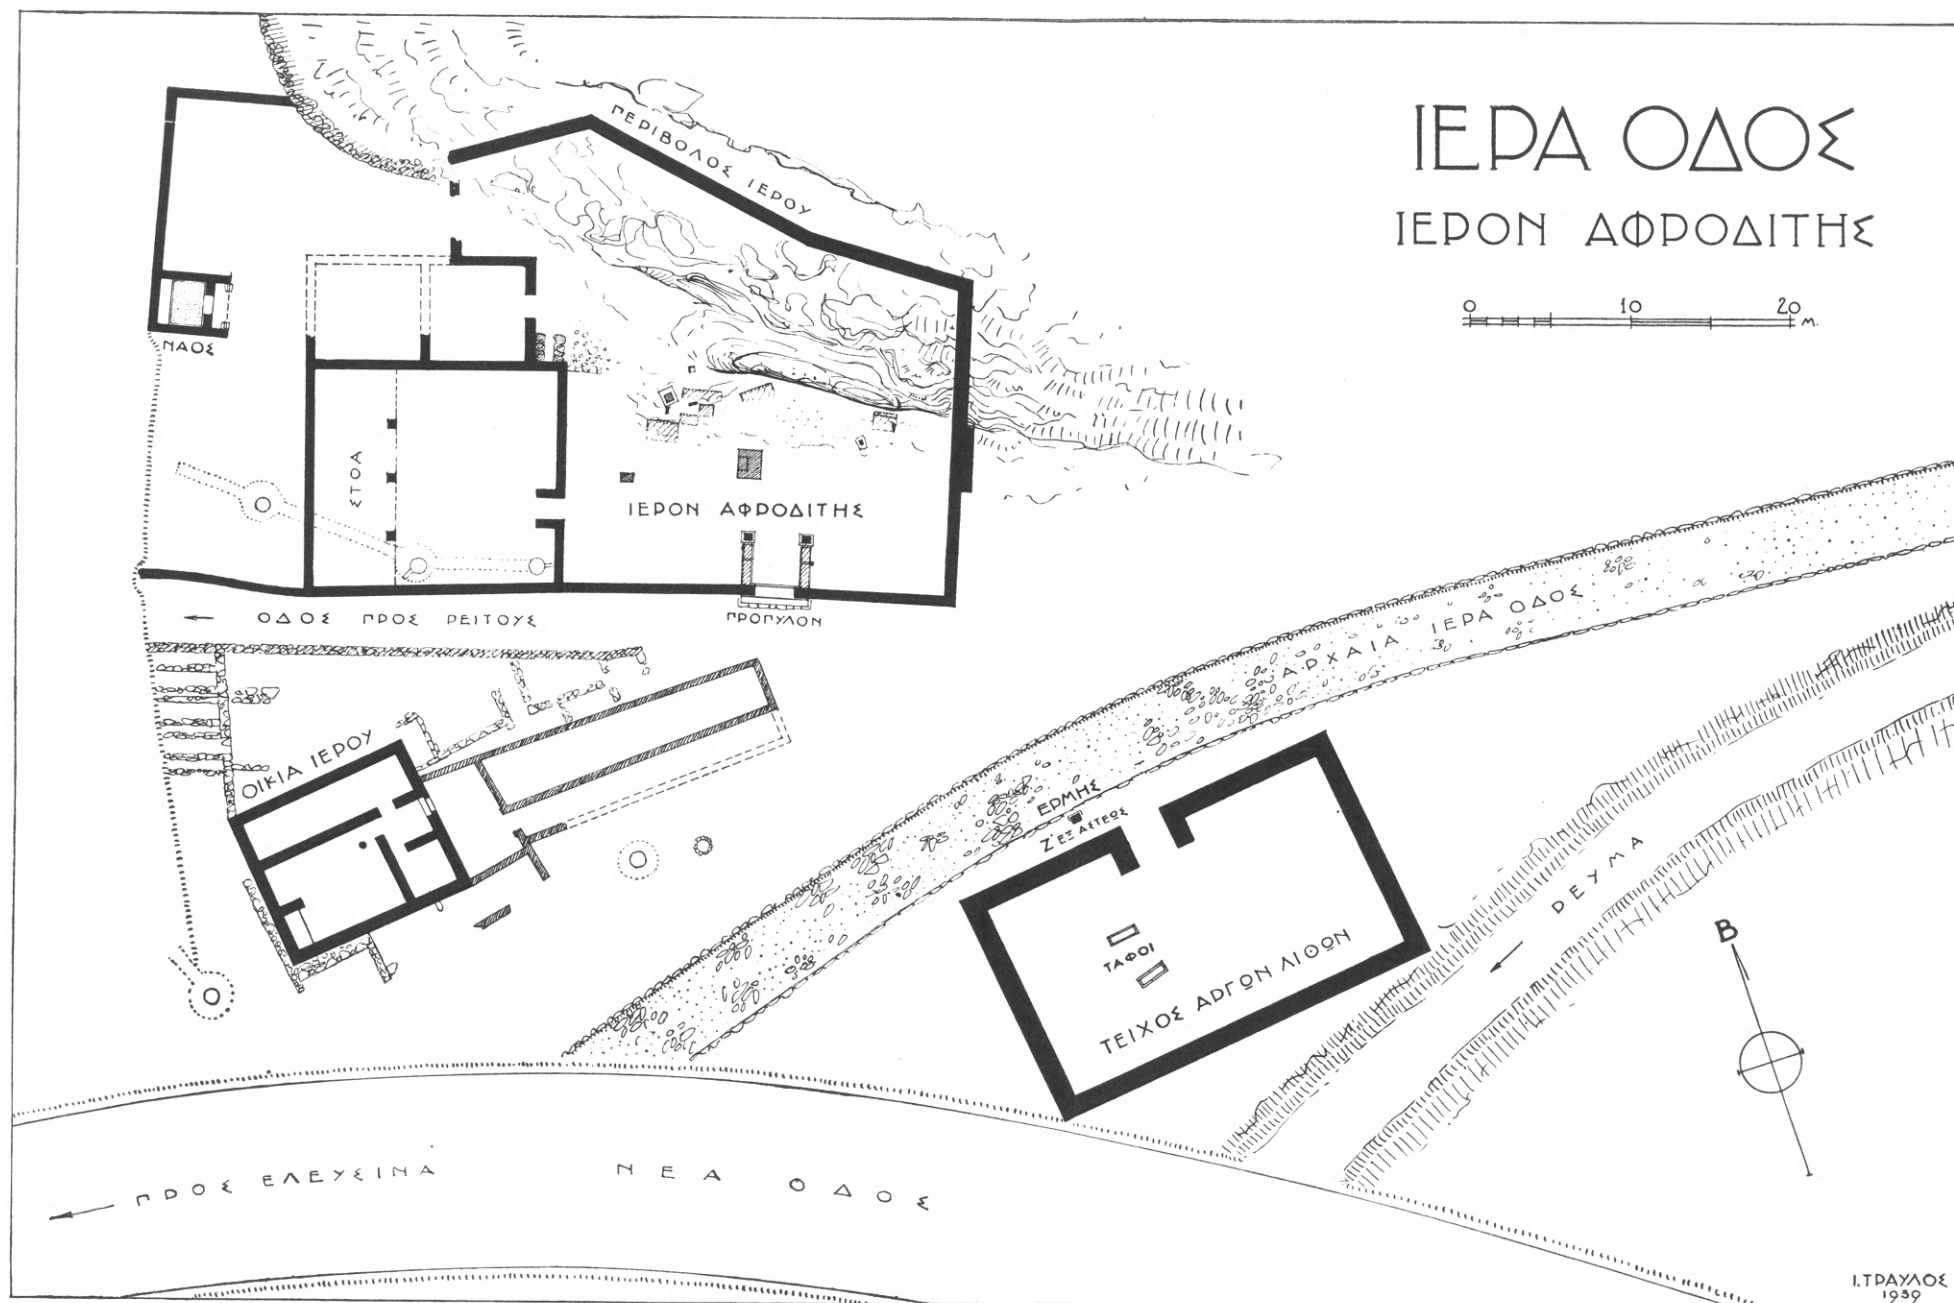 ΙΕΡΑ ΟΔΟΣ
ΙΕΡΟΝ ΑΦΡΟΔΙΤΗΣ
0 10 20 Μ.
ΠΕΡΙΒΟΛΟΣ ΙΕΡΟΥ
ΝΑΟΣ
ΣΤΟΑ
ΙΕΡΟΝ ΑΦΡΟΔΙΤΗΣ
ΠΡΟΠΥΛΟΝ
ΟΔΟΣ ΠΡΟΣ ΡΕΙΤΟΥΣ
ΟΙΚΙΑ ΙΕΡΟΥ
ΑΡΧΑΙΑ ΙΕΡΑ ΟΔΟΣ
ΕΡΜΗΣ
Ζ' ΕΞ ΑΣΤΕΩΣ
ΤΑΦΟΙ
ΤΕΙΧΟΣ ΑΡΓΩΝ ΛΙΘΩΝ
ΡΕΥΜΑ
Β
ΠΡΟΣ ΕΛΕΥΣΙΝΑ
ΝΕΑ ΟΔΟΣ
Ι. ΤΡΑΥΛΟΣ
1939